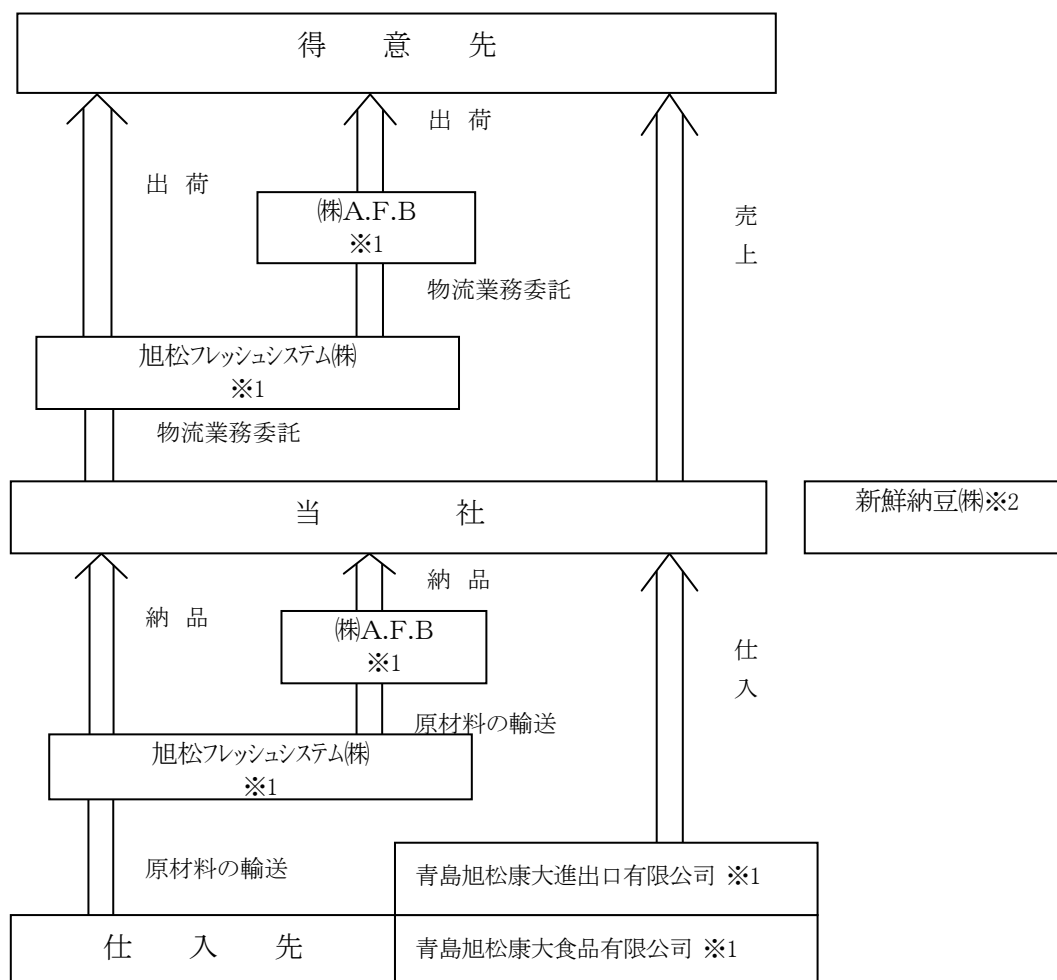 得 意 先
出 荷
出 荷
㈱A.F.B
※1
売
上
物流業務委託
旭松フレッシュシステム㈱
※1
物流業務委託
当 社
新鮮納豆㈱※2
納 品
納 品
㈱A.F.B
※1
仕
入
原材料の輸送
旭松フレッシュシステム㈱
※1
原材料の輸送
青島旭松康大進出口有限公司 ※1
仕 入 先
青島旭松康大食品有限公司 ※1